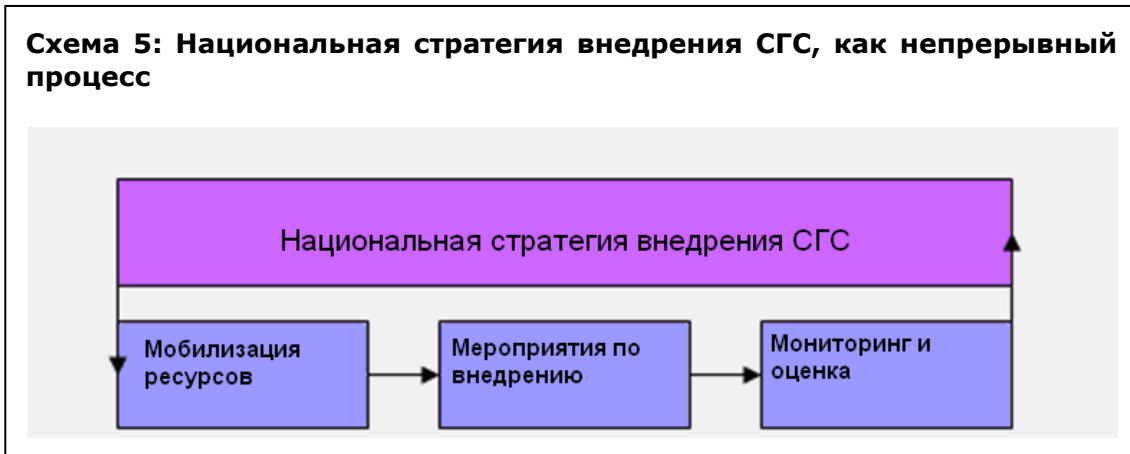 Схема 5: Национальная стратегия внедрения СГС, как непрерывный
процесс
Национальная стратегия внедрения СГС
Мобилизация
ресурсов
Мероприятия по
внедрению
Мониторинг и
оценка